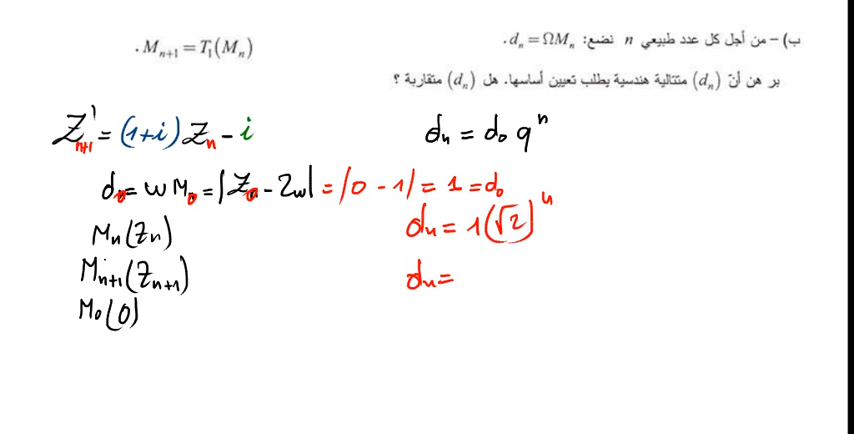 ب) – من أجل كل عدد طبيعي n نضع: d_n = ΩM_n.
. M_{n+1} = T_1(M_n)
بر هن أنّ (d_n) متتالية هندسية يطلب تعيين أساسها. هل (d_n) متقاربة ؟
Z'_{n+1} = (1+i) Z_n - i
d_n = d_0 q^n
d_0 = ωM_0 = |Z_0 - Z_ω| = |0 - 1| = 1 = d_0
M_n(Z_n)
d_n = 1(√2)^n
M_{n+1}(Z_{n+1})
d_n =
M_0(0)